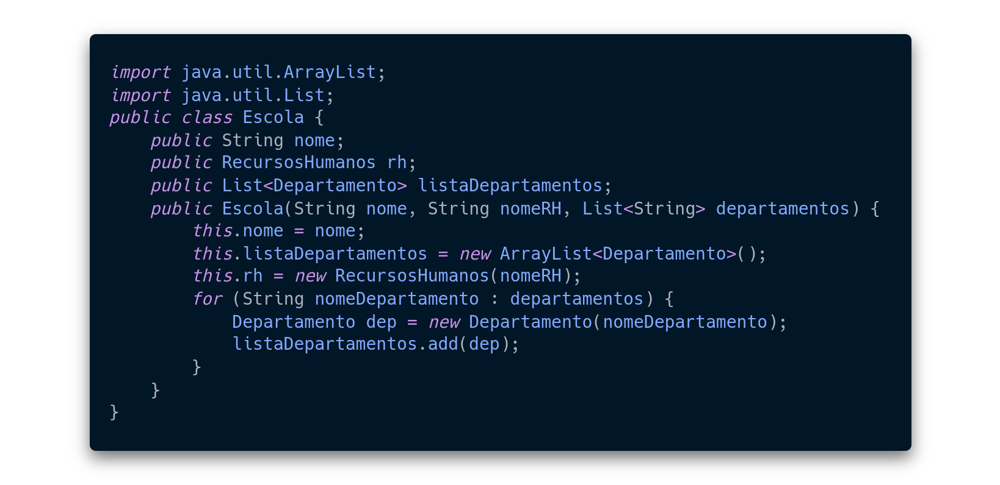 import java.util.ArrayList;
import java.util.List;
public class Escola {
    public String nome;
    public RecursosHumanos rh;
    public List<Departamento> listaDepartamentos;
    public Escola(String nome, String nomeRH, List<String> departamentos) {
        this.nome = nome;
        this.listaDepartamentos = new ArrayList<Departamento>();
        this.rh = new RecursosHumanos(nomeRH);
        for (String nomeDepartamento : departamentos) {
            Departamento dep = new Departamento(nomeDepartamento);
            listaDepartamentos.add(dep);
        }
    }
}